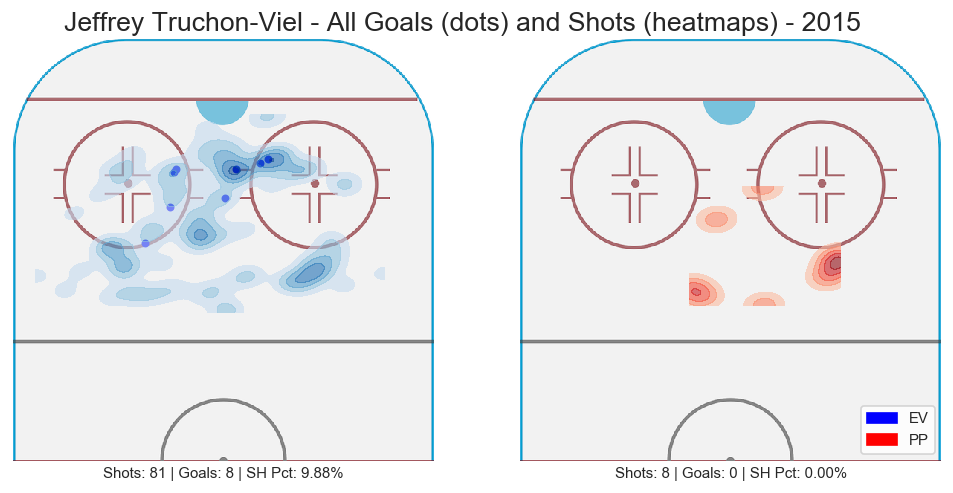 Jeffrey Truchon-Viel - All Goals (dots) and Shots (heatmaps) - 2015
EV
PP
Shots: 81 | Goals: 8 | SH Pct: 9.88%
Shots: 8 | Goals: 0 | SH Pct: 0.00%